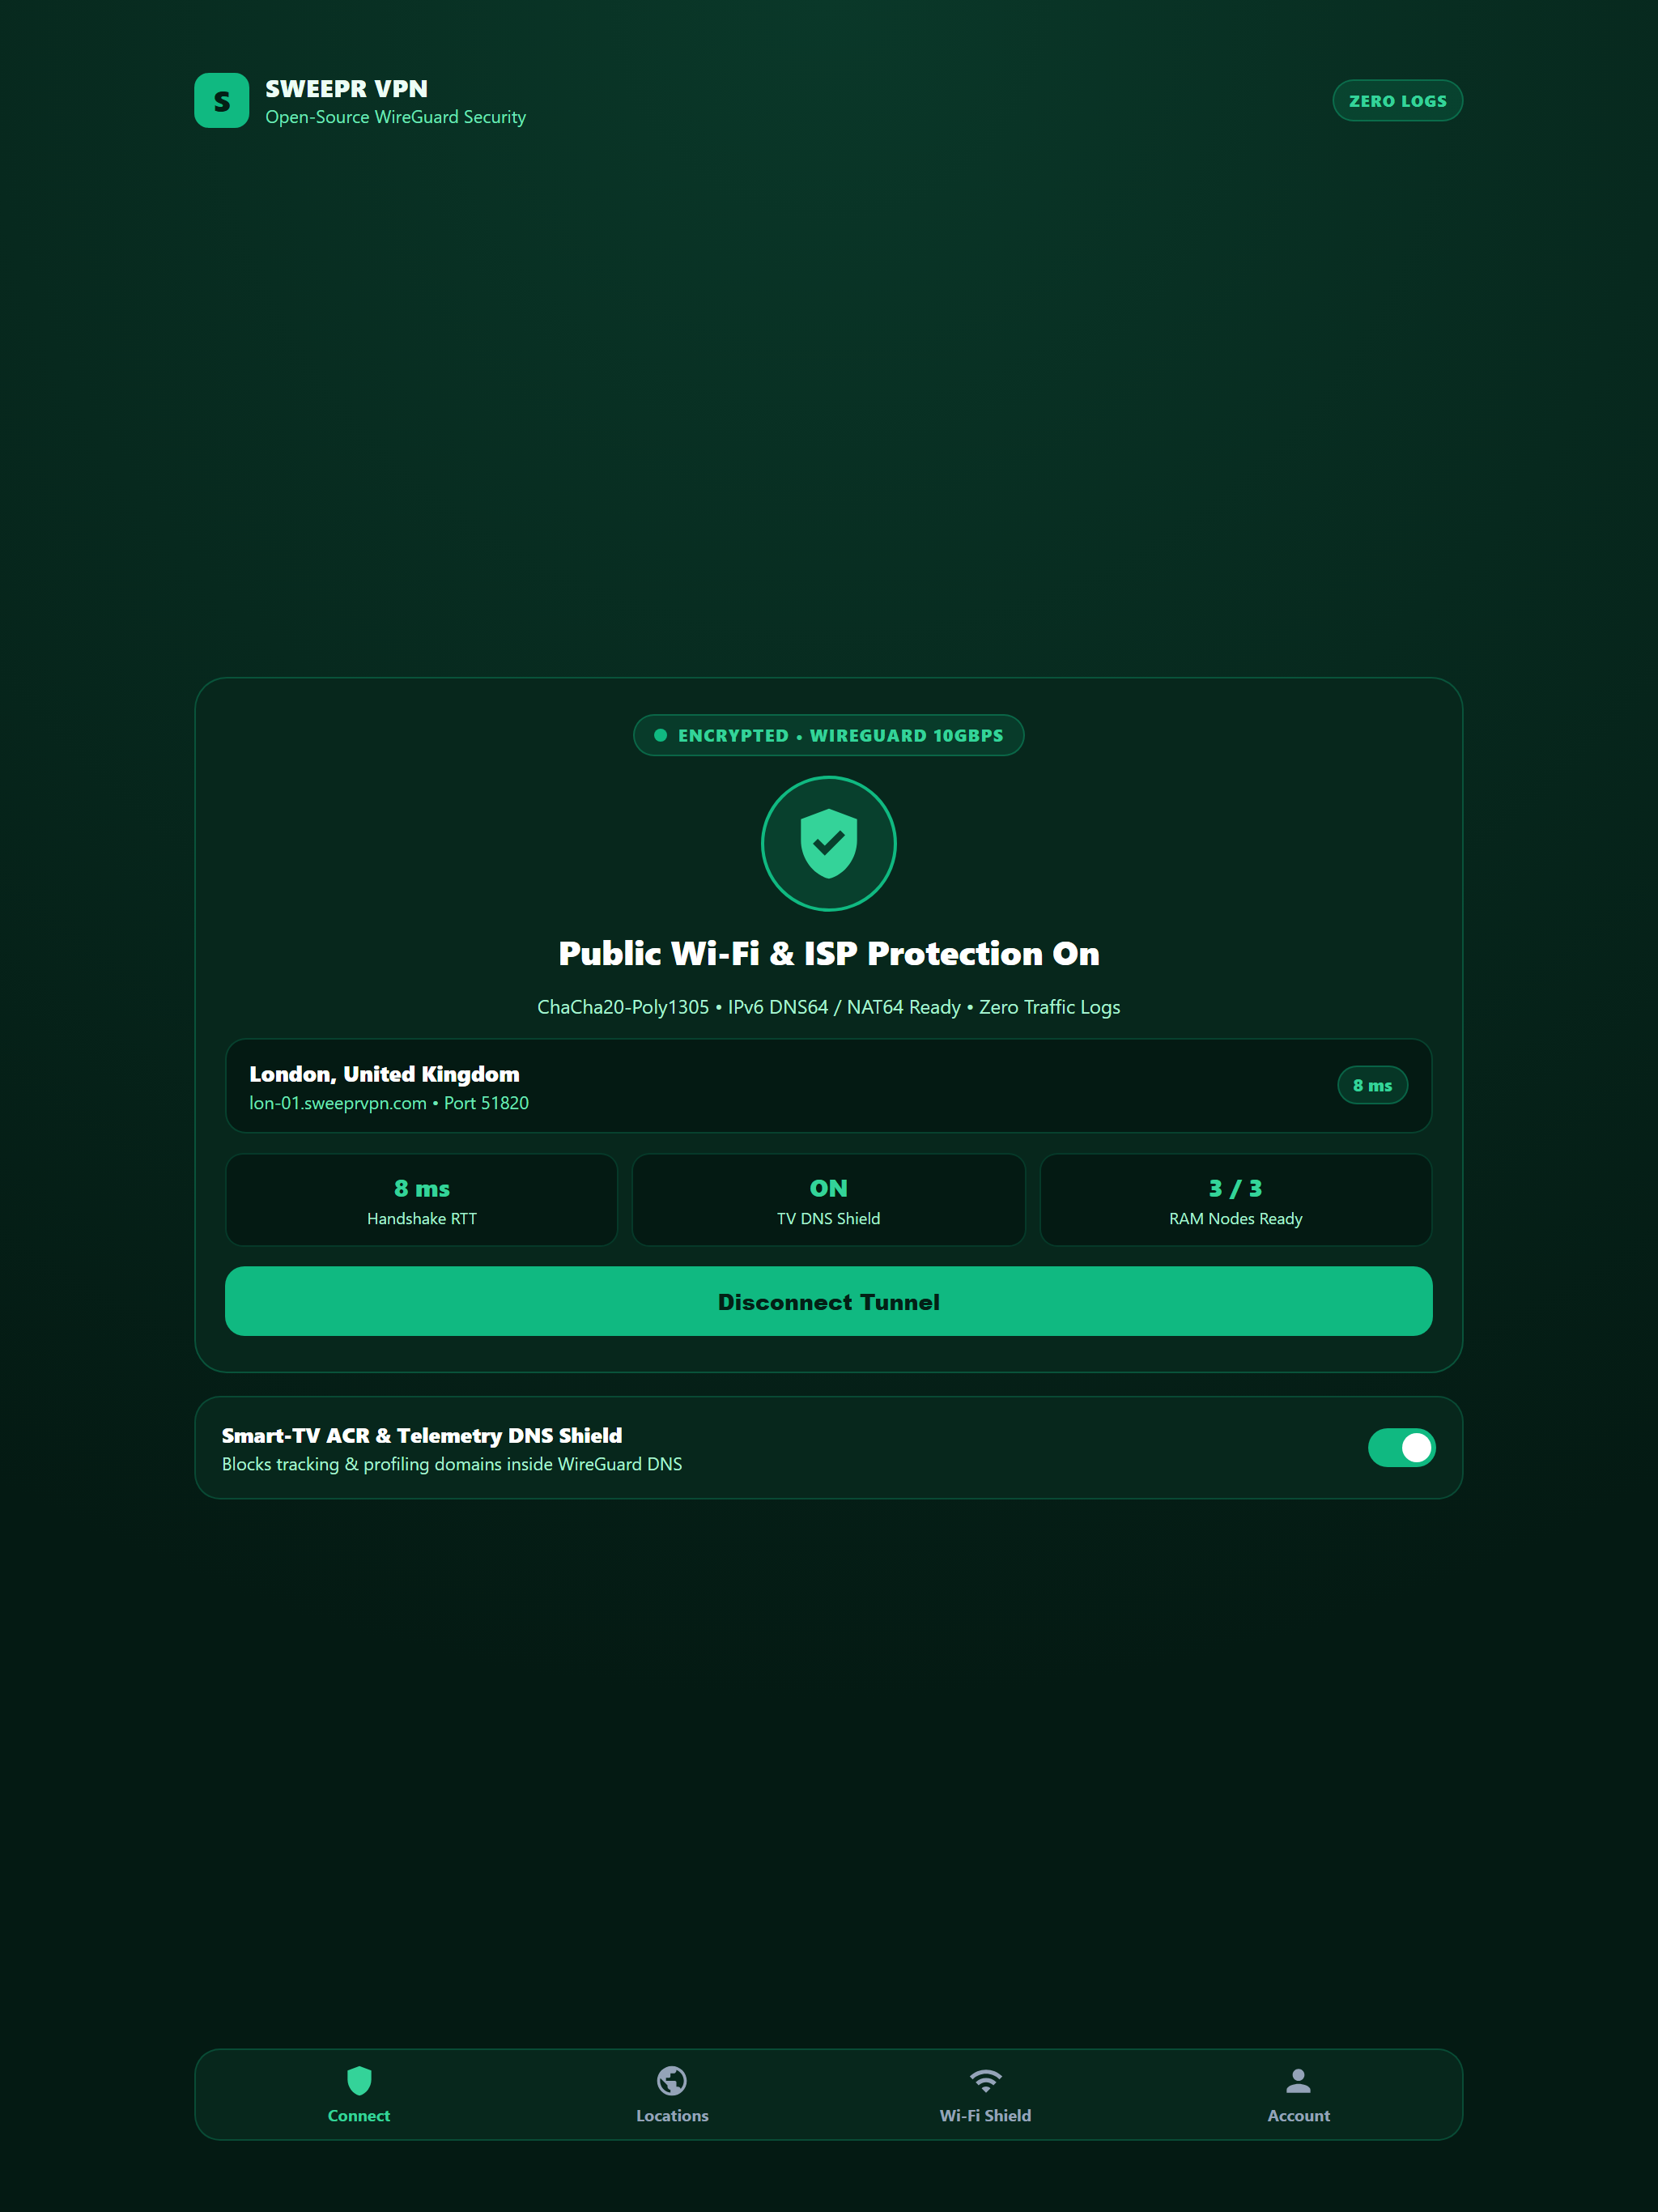 S
SWEEPR VPN
Open-Source WireGuard Security
ZERO LOGS
ENCRYPTED • WIREGUARD 10GBPS
Public Wi-Fi & ISP Protection On
ChaCha20-Poly1305 • IPv6 DNS64 / NAT64 Ready • Zero Traffic Logs
London, United Kingdom
lon-01.sweeprvpn.com • Port 51820
8 ms
8 ms
Handshake RTT
ON
TV DNS Shield
3 / 3
RAM Nodes Ready
Disconnect Tunnel
Smart-TV ACR & Telemetry DNS Shield
Blocks tracking & profiling domains inside WireGuard DNS
Connect
Locations
Wi-Fi Shield
Account